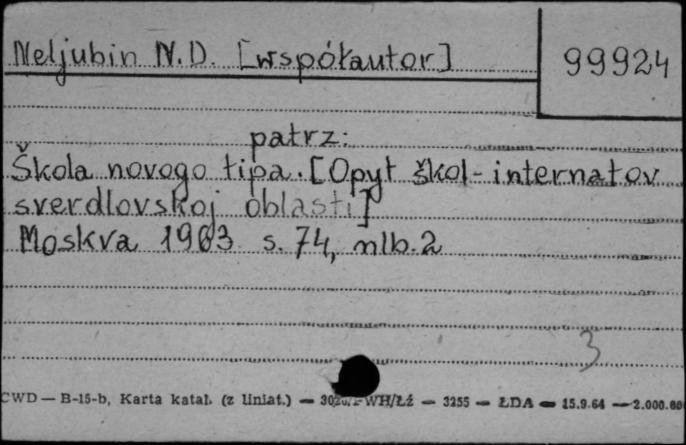 Neljubin N.D. [współautor] 99924
patrz:
Škola novogo tipa. [Opyt škol-internatov
sverdlovskoj oblasti]
Moskva 1963 s. 74, nlb. 2
3
CWD — B-15-b, Karta katal. (z liniat.) — WH/Łź — 3255 — ŁDA — 15.9.64 — 2.000.00